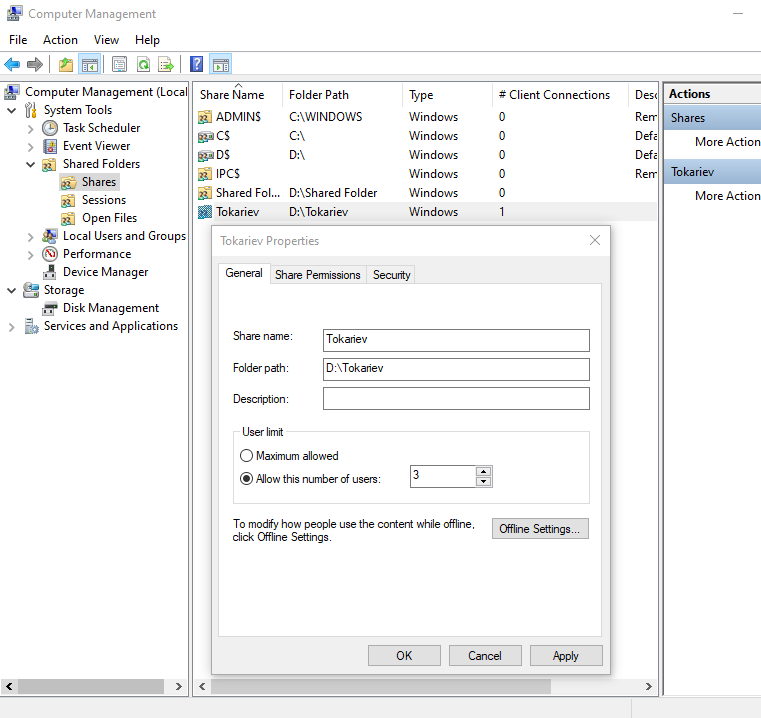 Computer Management
File Action View Help
Computer Management (Local
System Tools
Task Scheduler
Event Viewer
Shared Folders
Shares
Sessions
Open Files
Local Users and Groups
Performance
Device Manager
Storage
Disk Management
Services and Applications
Share Name Folder Path Type # Client Connections Desc
ADMIN$ C:\WINDOWS Windows 0 Rem
C$ C:\ Windows 0 Defa
D$ D:\ Windows 0 Defa
IPC$ Windows 0 Rem
Shared Fol... D:\Shared Folder Windows 0
Tokariev D:\Tokariev Windows 1
Actions
Shares
More Action
Tokariev
More Action
Tokariev Properties
General Share Permissions Security
Share name: Tokariev
Folder path: D:\Tokariev
Description:
User limit
Maximum allowed
Allow this number of users: 3
To modify how people use the content while offline,
click Offline Settings.
Offline Settings...
OK Cancel Apply